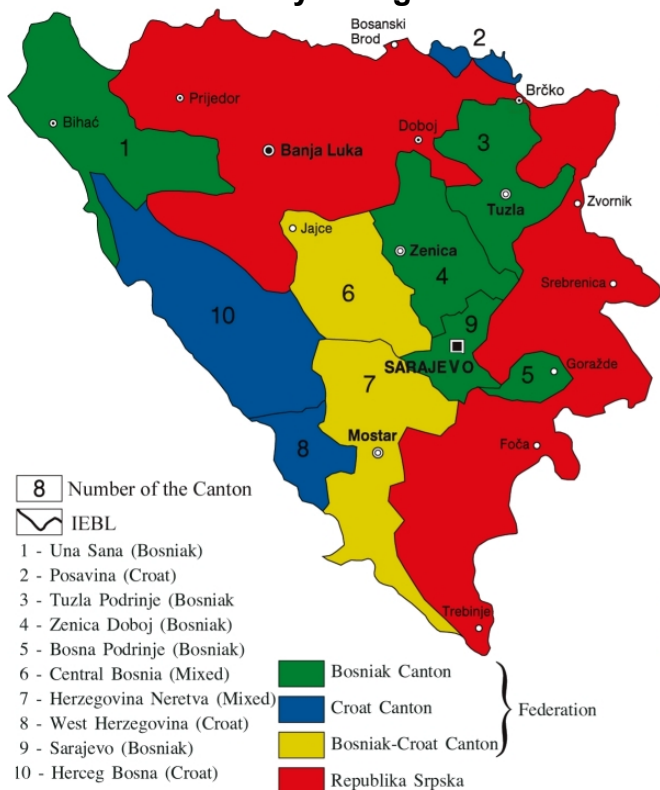 Bosanski
Brod
2
Brčko
Prijedor
Bihać
Doboj
3
1
Banja Luka
Tuzla
Zvornik
Jajce
Zenica
4
Srebrenica
6
10
9
SARAJEVO
Goražde
5
7
Mostar
Foča
8
Trebinje
8 Number of the Canton
IEBL
1 - Una Sana (Bosniak)
2 - Posavina (Croat)
3 - Tuzla Podrinje (Bosniak
4 - Zenica Doboj (Bosniak)
5 - Bosna Podrinje (Bosniak)
6 - Central Bosnia (Mixed)
7 - Herzegovina Neretva (Mixed)
8 - West Herzegovina (Croat)
9 - Sarajevo (Bosniak)
10 - Herceg Bosna (Croat)
Bosniak Canton
Croat Canton
Bosniak-Croat Canton
Federation
Republika Srpska